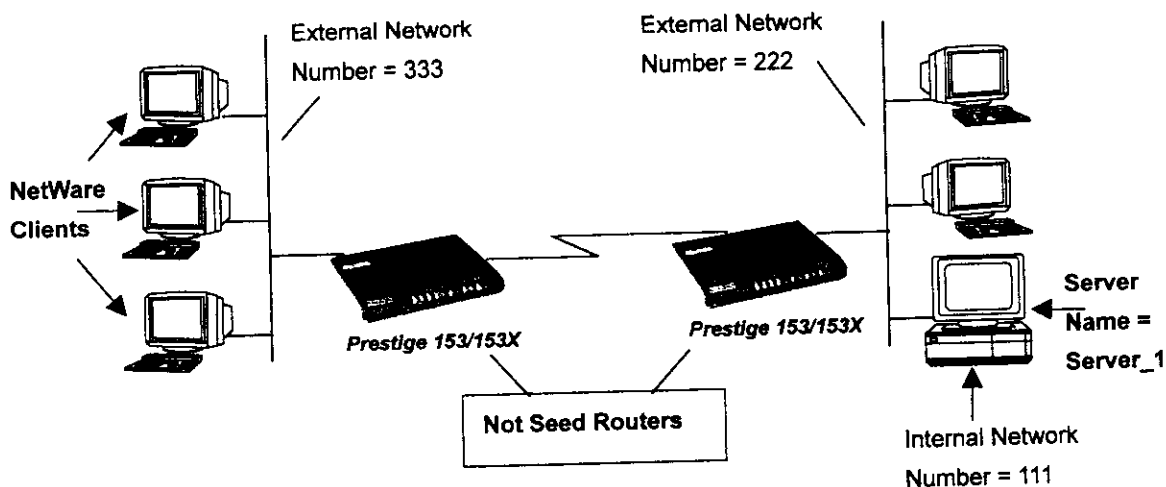 External Network
Number = 333
External Network
Number = 222
NetWare
Clients
Prestige 153/153X
Prestige 153/153X
Server
Name =
Server_1
Not Seed Routers
Internal Network
Number = 111